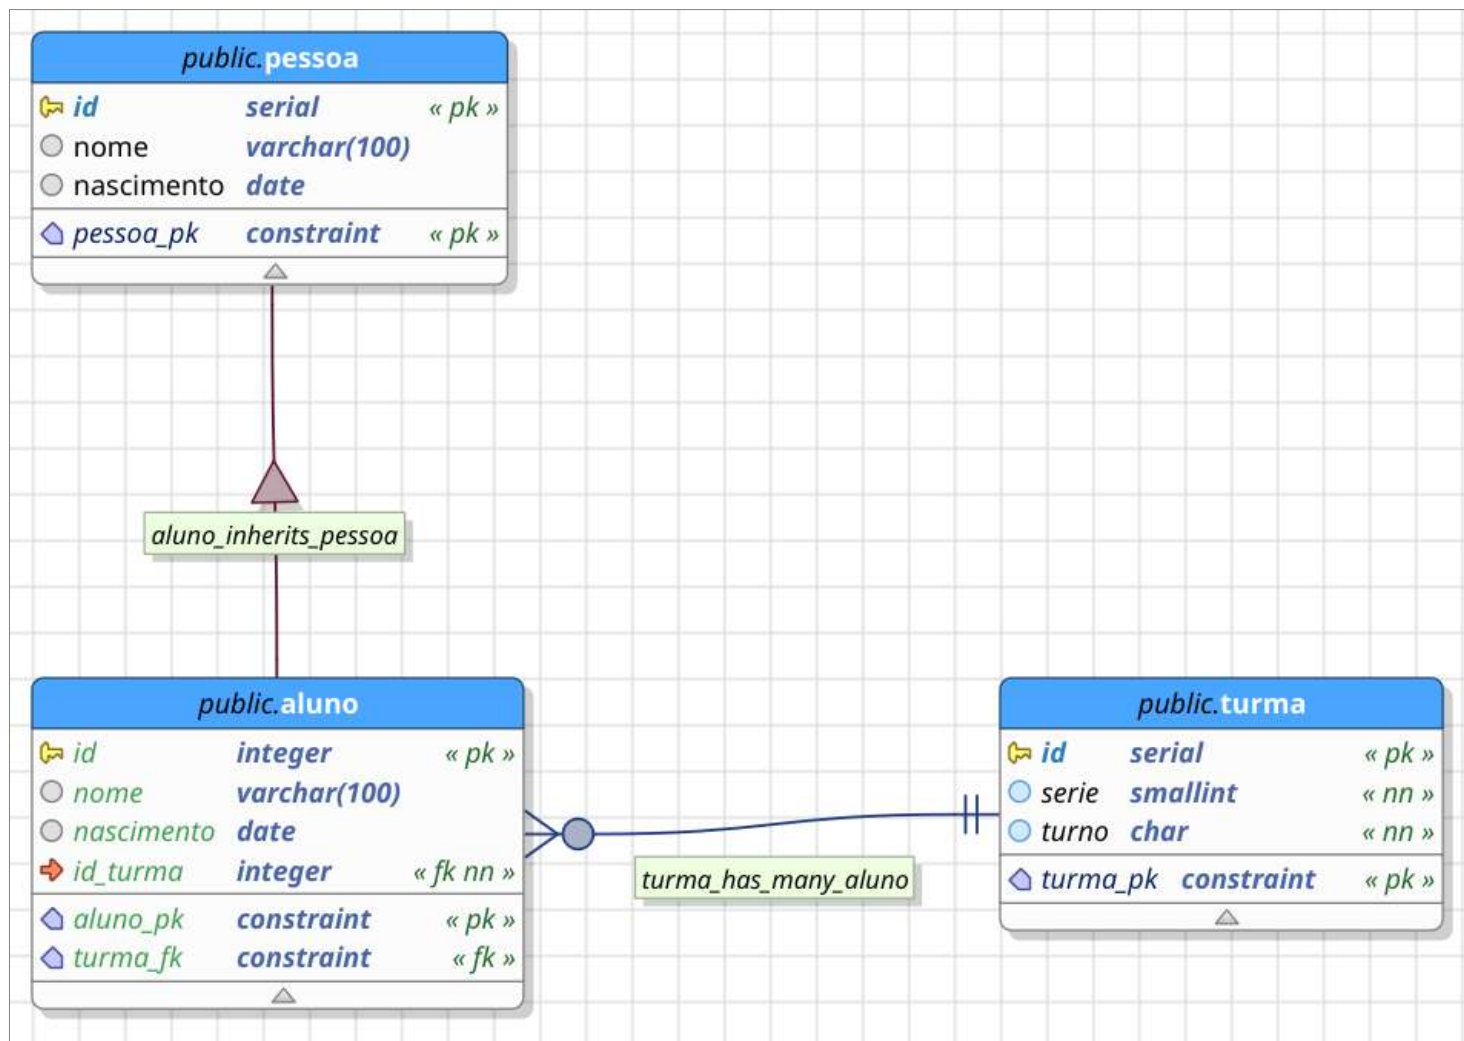 public.pessoa
id serial « pk »
nome varchar(100)
nascimento date
pessoa_pk constraint « pk »
aluno_inherits_pessoa
public.aluno
id integer « pk »
nome varchar(100)
nascimento date
id_turma integer « fk nn »
aluno_pk constraint « pk »
turma_fk constraint « fk »
turma_has_many_aluno
public.turma
id serial « pk »
serie smallint « nn »
turno char « nn »
turma_pk constraint « pk »